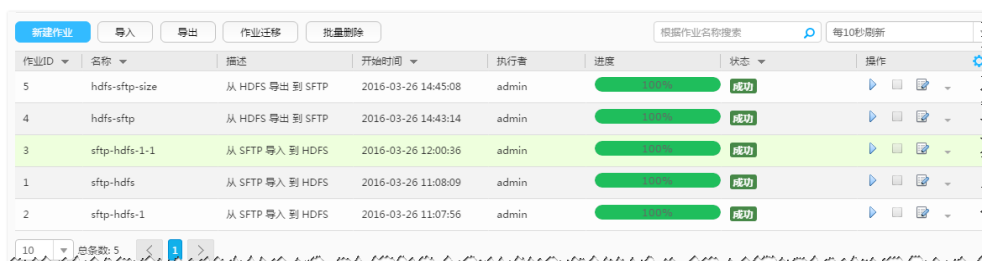 新建作业 导入 导出 作业迁移 批量删除 根据作业名称搜索 每10秒刷新
作业ID 名称 描述 开始时间 执行者 进度 状态 操作
5 hdfs-sftp-size 从 HDFS 导出 到 SFTP 2016-03-26 14:45:08 admin 100% 成功
4 hdfs-sftp 从 HDFS 导出 到 SFTP 2016-03-26 14:43:14 admin 100% 成功
3 sftp-hdfs-1-1 从 SFTP 导入 到 HDFS 2016-03-26 12:00:36 admin 100% 成功
1 sftp-hdfs 从 SFTP 导入 到 HDFS 2016-03-26 11:08:09 admin 100% 成功
2 sftp-hdfs-1 从 SFTP 导入 到 HDFS 2016-03-26 11:07:56 admin 100% 成功
10 总条数: 5 1